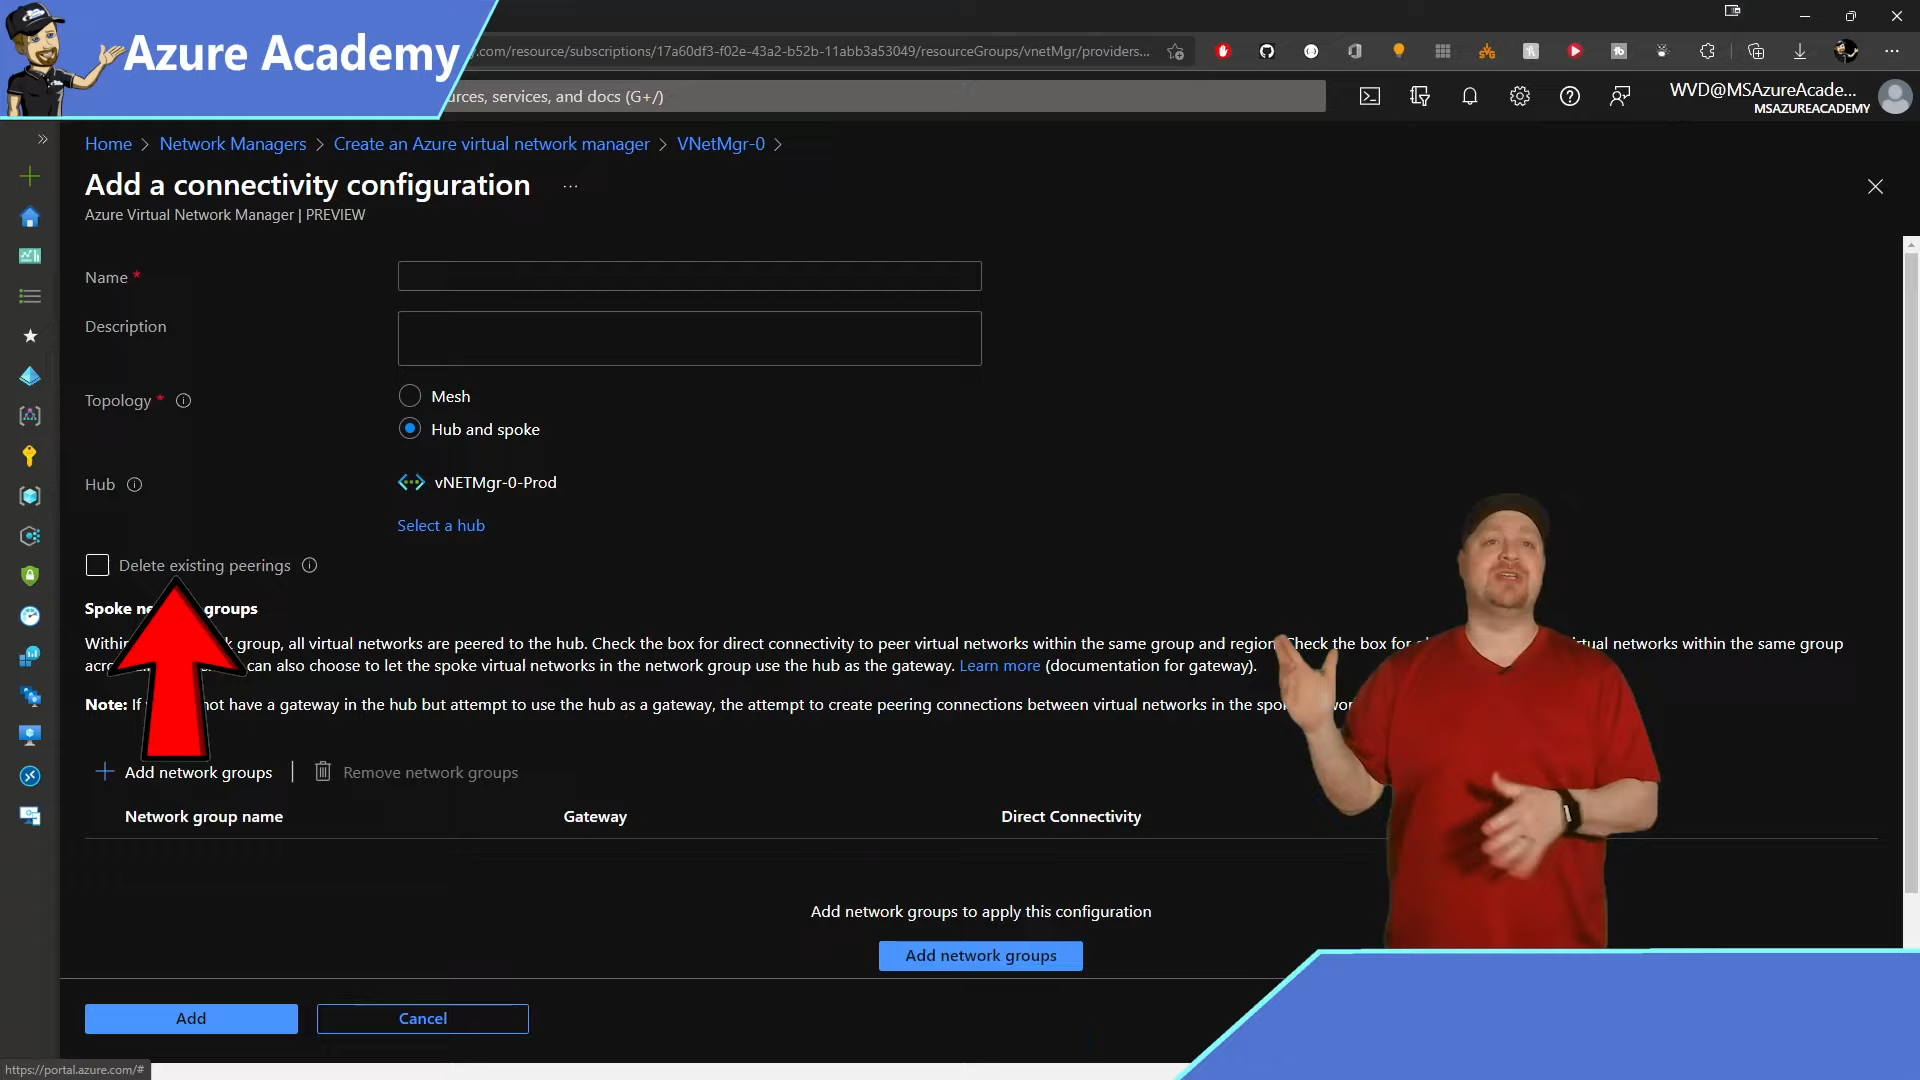 Azure Academy
.com/resource/subscriptions/17a60df3-f02e-43a2-b52b-11abb3a53049/resourceGroups/vnetMgr/providers...
urces, services, and docs (G+/)
WVD@MSAzureAcade...
MSAZUREACADEMY
Home > Network Managers > Create an Azure virtual network manager > VNetMgr-0 >
Add a connectivity configuration ...
Azure Virtual Network Manager | PREVIEW
Name *
Description
Topology *
Mesh
Hub and spoke
Hub
vNETMgr-0-Prod
Select a hub
Delete existing peerings
Spoke ne groups
Within k group, all virtual networks are peered to the hub. Check the box for direct connectivity to peer virtual networks within the same group and region. Check the box for virtual networks within the same group
can also choose to let the spoke virtual networks in the network group use the hub as the gateway. Learn more (documentation for gateway).
Note: If not have a gateway in the hub but attempt to use the hub as a gateway, the attempt to create peering connections between virtual networks in the
Add network groups | Remove network groups
Network group name Gateway Direct Connectivity
Add network groups to apply this configuration
Add network groups
Add Cancel
https://portal.azure.com/#